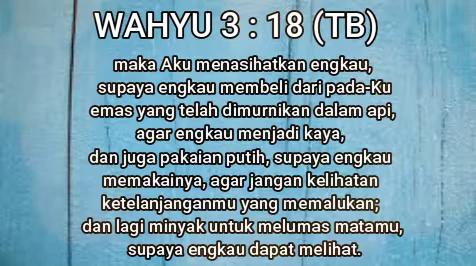 WAHYU 3 : 18 (TB)
maka Aku menasihatkan engkau,
supaya engkau membeli dari pada-Ku
emas yang telah dimurnikan dalam api,
agar engkau menjadi kaya,
dan juga pakaian putih, supaya engkau
memakainya, agar jangan kelihatan
ketelanjanganmu yang memalukan;
dan lagi minyak untuk melumas matamu,
supaya engkau dapat melihat.